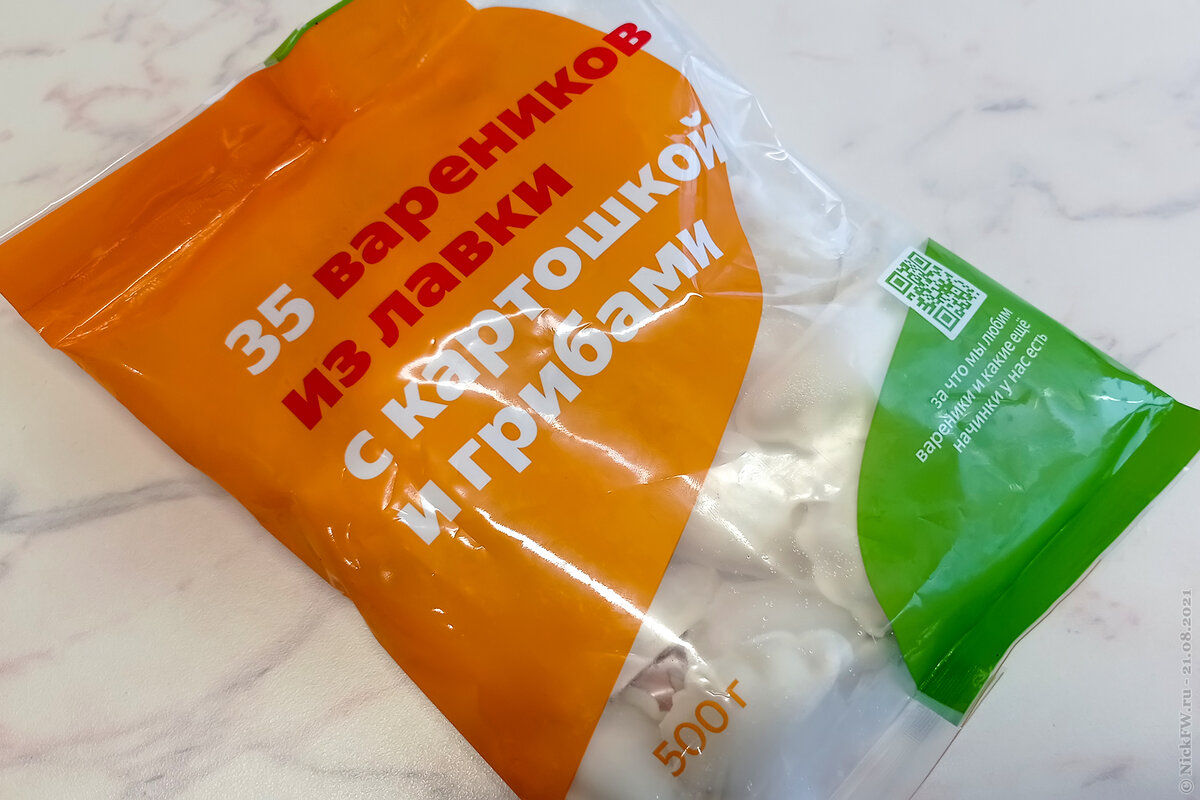 35 вареников
из лавки
с картошкой
и грибами
за что мы любим
вареники и какие ещё
начинки у нас есть
500 г
© NickFW.ru - 21.08.2021